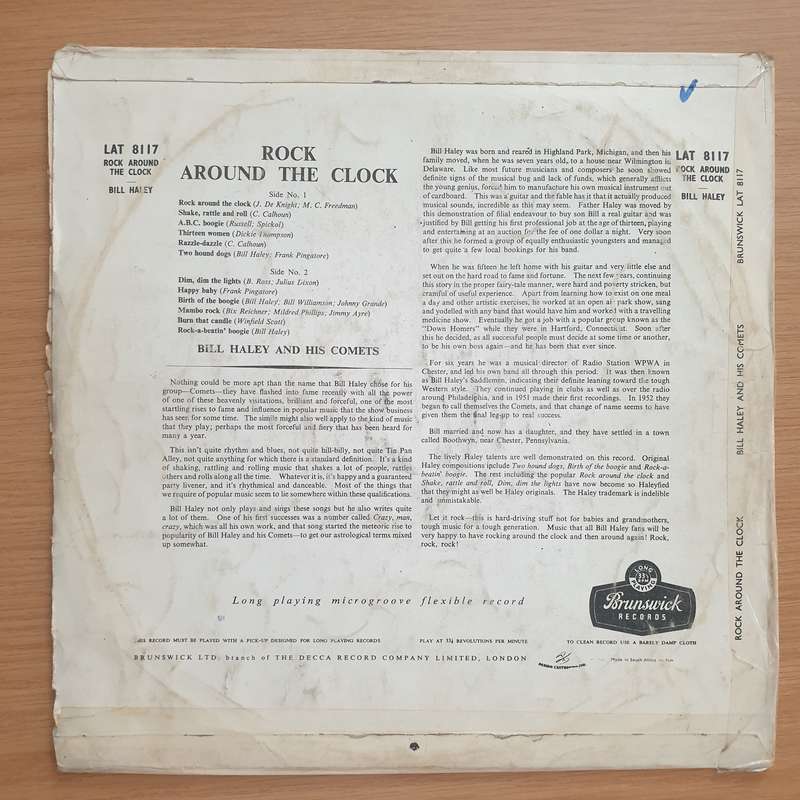 LAT 8117
ROCK AROUND
THE CLOCK
BILL HALEY
ROCK
AROUND THE CLOCK
Side No. 1
Rock around the clock (J. De Knight; M. C. Freedman)
Shake, rattle and roll (C. Calhoun)
A.B.C. boogie (Russell; Spickol)
Thirteen women (Dickie Thompson)
Razzle-dazzle (C. Calhoun)
Two hound dogs (Bill Haley; Frank Pingatore)
Side No. 2
Dim, dim the lights (B. Ross; Julius Lixon)
Happy baby (Frank Pingatore)
Birth of the boogie (Bill Haley; Bill Williamson; Johnny Grande)
Mambo rock (Bix Reichner; Mildred Phillips; Jimmy Ayre)
Burn that candle (Winfield Scott)
Rock-a-beatin' boogie (Bill Haley)
BILL HALEY AND HIS COMETS
Nothing could be more apt than the name that Bill Haley chose for his
group—Comets—they have flashed into fame recently with all the power
of one of these heavenly visitations, brilliant and forceful, one of the most
startling rises to fame and influence in popular music that the show business
has seen for some time. The simile might also well apply to the kind of music
that they play; perhaps the most forceful and fiery that has been heard for
many a year.
This isn't quite rhythm and blues, not quite hill-billy, not quite Tin Pan
Alley, not quite anything for which there is a standard definition. It's a kind
of shaking, rattling and rolling music that shakes a lot of people, rattles
others and rolls along all the time. Whatever it is, it's happy and a guaranteed
party livener, and it's rhythmical and danceable. Most of the things that
we require of popular music seem to lie somewhere within these qualifications.
Bill Haley not only plays and sings these songs but he also writes quite
a lot of them. One of his first successes was a number called Crazy, man,
crazy, which was all his own work, and that song started the meteoric rise to
popularity of Bill Haley and his Comets—to get our astrological terms mixed
up somewhat.
Bill Haley was born and reared in Highland Park, Michigan, and then his
family moved, when he was seven years old, to a house near Wilmington in
Delaware. Like most future musicians and composers he soon showed
definite signs of the musical bug and lack of funds, which generally afflicts
the young genius, forced him to manufacture his own musical instrument out
of cardboard. This was a guitar and the fable has it that it actually produced
musical sounds, incredible as this may seem. Father Haley was moved by
this demonstration of filial endeavour to buy son Bill a real guitar and was
justified by Bill getting his first professional job at the age of thirteen, playing
and entertaining at an auction for the fee of one dollar a night. Very soon
after this he formed a group of equally enthusiastic youngsters and managed
to get quite a few local bookings for his band.
When he was fifteen he left home with his guitar and very little else and
set out on the hard road to fame and fortune. The next few years, continuing
this story in the proper fairy-tale manner, were hard and poverty stricken, but
crammed of useful experience. Apart from learning how to exist on one meal
a day and other artistic exercises, he worked at an open air park show, sang
and yodelled with any band that would have him and worked with a travelling
medicine show. Eventually he got a job with a popular group known as the
"Down Homers" while they were in Hartford, Connecticut. Soon after
this he decided, as all successful people must decide at some time or another,
to be his own boss again—and he has been that ever since.
For six years he was a musical director of Radio Station WPWA in
Chester, and led his own band all through this period. It was then known
as Bill Haley's Saddlemen, indicating their definite leaning toward the tough
Western style. They continued playing in clubs as well as over the radio
around Philadelphia, and in 1951 made their first recordings. In 1952 they
began to call themselves the Comets, and that change of name seems to have
given them the final leg-up to real success.
Bill married and now has a daughter, and they have settled in a town
called Boothwyn, near Chester, Pennsylvania.
The lively Haley talents are well demonstrated on this record. Original
Haley compositions include Two hound dogs, Birth of the boogie and Rock-a-
beatin' boogie. The rest including the popular Rock around the clock and
Shake, rattle and roll, Dim, dim the lights have now become so Haleyfied
that they might as well be Haley originals. The Haley trademark is indelible
and unmistakable.
Let it rock—this is hard-driving stuff not for babies and grandmothers,
tough music for a tough generation. Music that all Bill Haley fans will be
very happy to have rocking around the clock and then around again! Rock,
rock, rock!
LAT 8117
ROCK AROUND
THE CLOCK
BILL HALEY
ROCK AROUND THE CLOCK BILL HALEY AND HIS COMETS BRUNSWICK LAT 8117
Long playing microgroove flexible record
LONG 33⅓ RPM PLAYING
Brunswick
RECORDS
THIS RECORD MUST BE PLAYED WITH A PICK-UP DESIGNED FOR LONG PLAYING RECORDS PLAY AT 33⅓ REVOLUTIONS PER MINUTE TO CLEAN RECORD USE A BARELY DAMP CLOTH
BRUNSWICK LTD. branch of THE DECCA RECORD COMPANY LIMITED, LONDON
Made in South Africa